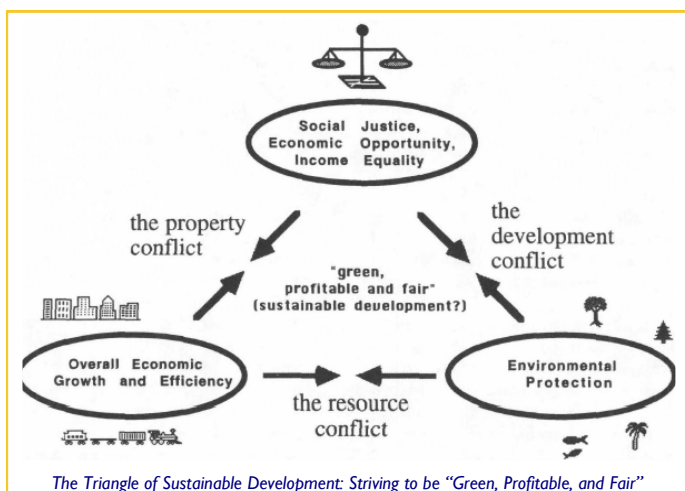 Social Justice,
Economic Opportunity,
Income Equality
the property
conflict
the
development
conflict
"green,
profitable and fair"
(sustainable development?)
Overall Economic
Growth and Efficiency
Environmental
Protection
the resource
conflict
The Triangle of Sustainable Development: Striving to be “Green, Profitable, and Fair”